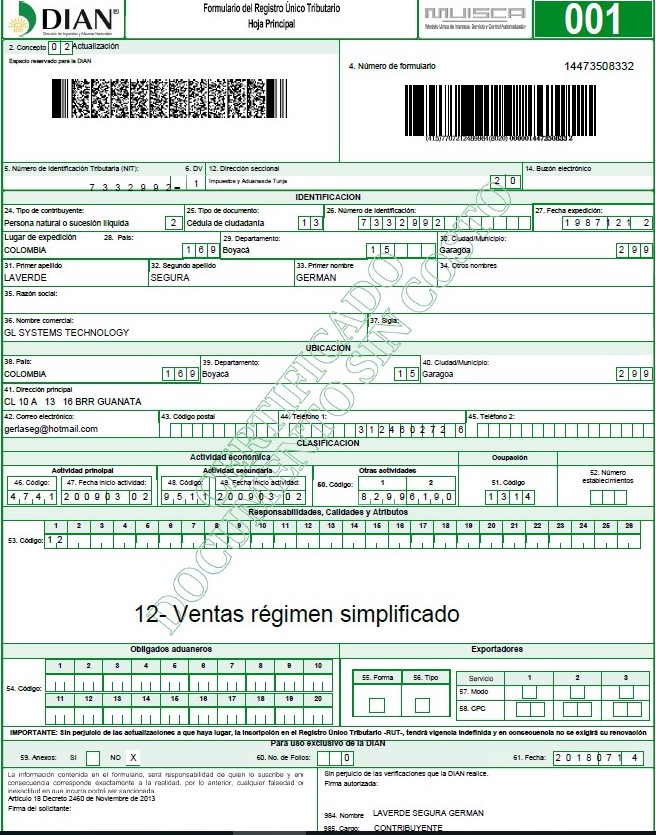 DIAN®
Dirección de Impuestos y Aduanas Nacionales
Formulario del Registro Único Tributario
Hoja Principal
MUISCA
Modelo Único de Ingresos, Servicio y Control Automatizado
001
2. Concepto 0 2 Actualización
Espacio reservado para la DIAN
4. Número de formulario 14473508332
(415)7707212489984(8020) 000001447350833 2
5. Número de Identificación Tributaria (NIT): 6. DV 12. Dirección seccional 14. Buzón electrónico
7 3 3 2 9 9 2 - 1 Impuestos y Aduanas de Tunja 2 0
IDENTIFICACION
24. Tipo de contribuyente: 25. Tipo de documento: 26. Número de Identificación: 27. Fecha expedición:
Persona natural o sucesión ilíquida 2 Cédula de ciudadanía 1 3 7 3 3 2 9 9 2 1 9 8 7 1 2 1 2
Lugar de expedición 28. País: 29. Departamento: 30. Ciudad/Municipio:
COLOMBIA 1 6 9 Boyacá 1 5 Garagoa 2 9 9
31. Primer apellido 32. Segundo apellido 33. Primer nombre 34. Otros nombres
LAVERDE SEGURA GERMAN
35. Razón social:
36. Nombre comercial: 37. Sigla:
GL SYSTEMS TECHNOLOGY
UBICACION
38. País: 39. Departamento: 40. Ciudad/Municipio:
COLOMBIA 1 6 9 Boyacá 1 5 Garagoa 2 9 9
41. Dirección principal
CL 10 A 13 16 BRR GUANATA
42. Correo electrónico: 43. Código postal 44. Teléfono 1: 45. Teléfono 2:
gerlaseg@hotmail.com 3 1 2 4 6 0 2 7 2 6
CLASIFICACION
Actividad económica Ocupación
Actividad principal Actividad secundaria Otras actividades 52. Número establecimientos
46. Código: 47. Fecha inicio actividad: 48. Código: 49. Fecha inicio actividad: 50. Código: 1 2 51. Código
4 7 4 1 2 0 0 9 0 3 0 2 9 5 1 1 2 0 0 9 0 3 0 2 8 2 9 9 6 1 9 0 1 3 1 4
Responsabilidades, Calidades y Atributos
1 2 3 4 5 6 7 8 9 10 11 12 13 14 15 16 17 18 19 20 21 22 23 24 25 26
53. Código: 1 2
12- Ventas régimen simplificado
CERTIFICADO
DOCUMENTO SIN COSTO
Obligados aduaneros Exportadores
1 2 3 4 5 6 7 8 9 10
54. Código:
11 12 13 14 15 16 17 18 19 20
55. Forma 56. Tipo Servicio 1 2 3
57. Modo
58. CPC
IMPORTANTE: Sin perjuicio de las actualizaciones a que haya lugar, la inscripción en el Registro Único Tributario -RUT-, tendrá vigencia indefinida y en consecuencia no se exigirá su renovación
Para uso exclusivo de la DIAN
59. Anexos: SI NO X 60. No. de Folios: 0 61. Fecha: 2 0 1 8 0 7 1 4
La información contenida en el formulario, será responsabilidad de quien lo suscribe y en
consecuencia corresponde exactamente a la realidad, por lo anterior, cualquier falsedad o
inexactitud en que incurra podrá ser sancionada.
Artículo 18 Decreto 2460 de Noviembre de 2013
Firma del solicitante:
Sin perjuicio de las verificaciones que la DIAN realice.
Firma autorizada:
984. Nombre LAVERDE SEGURA GERMAN
985. Cargo: CONTRIBUYENTE